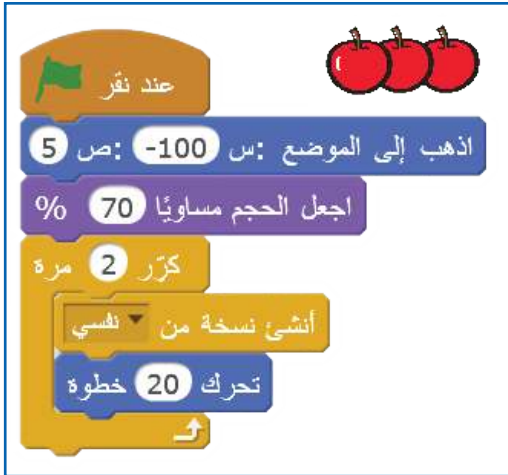 عند نقر
اذهب إلى الموضع :س 100- :ص 5
اجعل الحجم مساويًا 70 %
كرّر 2 مرة
أنشئ نسخة من نفسي
تحرك 20 خطوة